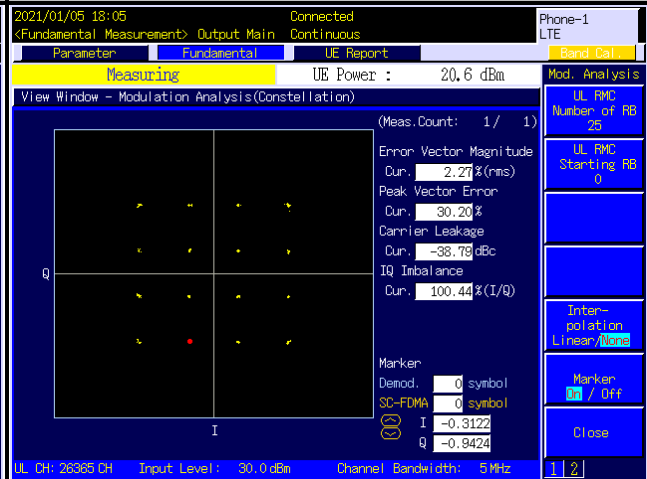 2021/01/05 18:05 Connected Phone-1
<Fundamental Measurement> Output Main Continuous LTE
Parameter Fundamental UE Report Band Cal.
Measuring UE Power : 20.6 dBm Mod. Analysis
View Window - Modulation Analysis(Constellation)
UL RMC
Number of RB
25
(Meas.Count: 1/ 1)
Error Vector Magnitude
Cur. 2.27 %(rms)
UL RMC
Starting RB
0
Peak Vector Error
Cur. 30.20 %
Carrier Leakage
Cur. -38.79 dBc
IQ Imbalance
Cur. 100.44 %(I/Q)
Q
I
Inter-
polation
Linear/None
Marker
Demod. 0 symbol
SC-FDMA 0 symbol
I -0.3122
Q -0.9424
Marker
On / Off
Close
UL CH: 26365 CH Input Level: 30.0 dBm Channel Bandwidth: 5 MHz 1 2